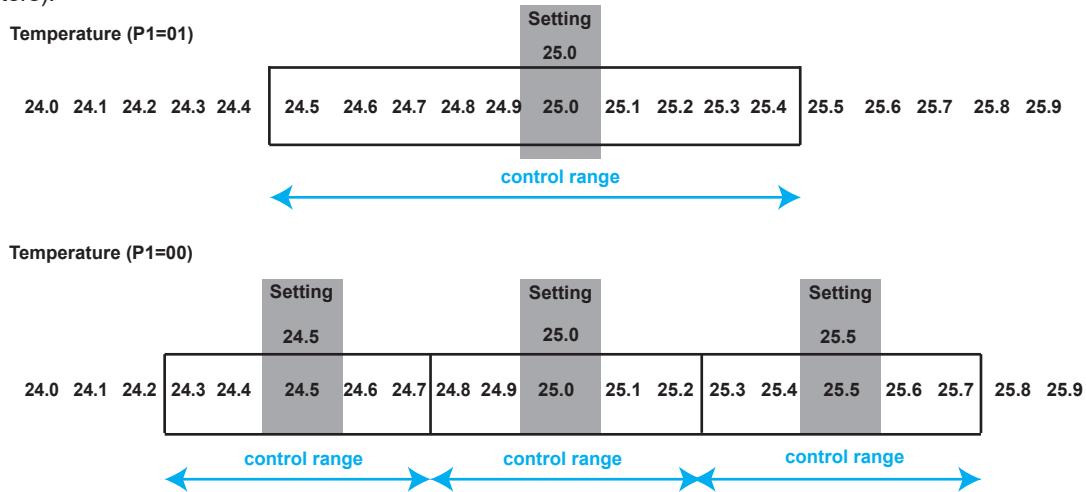 Temperature (P1=01)
Setting
25.0
24.0 24.1 24.2 24.3 24.4 24.5 24.6 24.7 24.8 24.9 25.0 25.1 25.2 25.3 25.4 25.5 25.6 25.7 25.8 25.9
control range
Temperature (P1=00)
Setting Setting Setting
24.5 25.0 25.5
24.0 24.1 24.2 24.3 24.4 24.5 24.6 24.7 24.8 24.9 25.0 25.1 25.2 25.3 25.4 25.5 25.6 25.7 25.8 25.9
control range control range control range